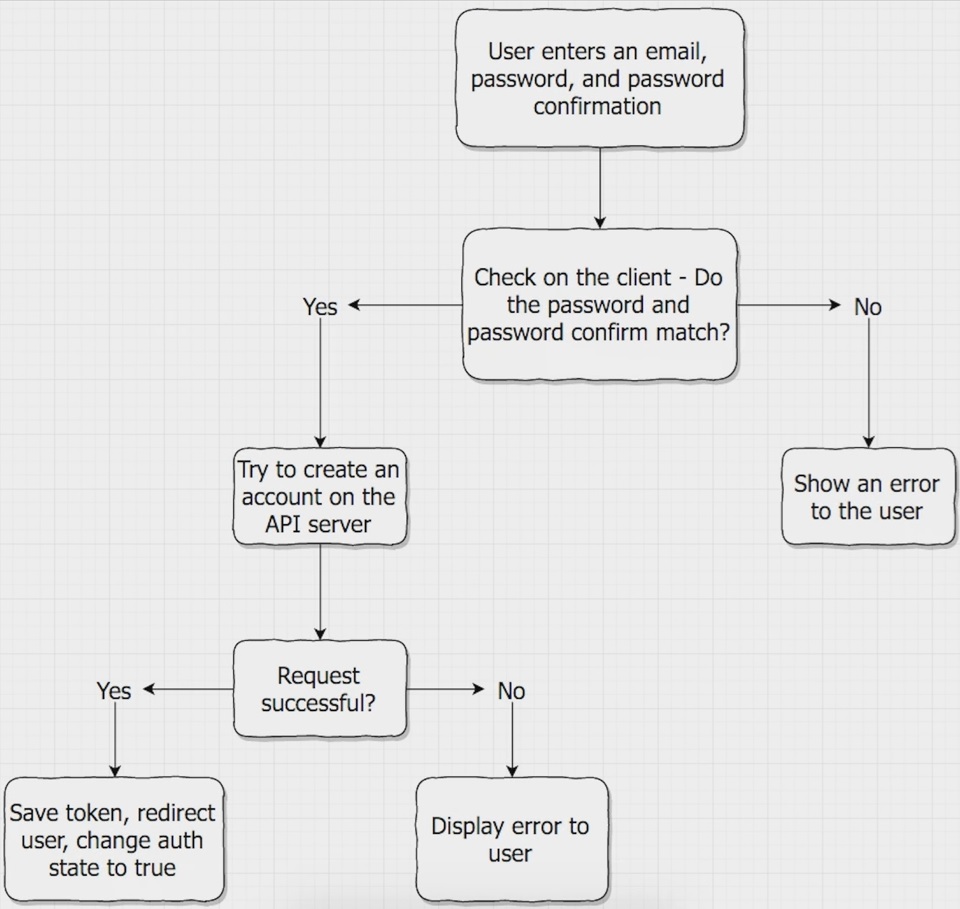 User enters an email,
password, and password
confirmation
Check on the client - Do
the password and
password confirm match?
Yes
No
Try to create an
account on the
API server
Show an error
to the user
Request
successful?
Yes
No
Save token, redirect
user, change auth
state to true
Display error to
user